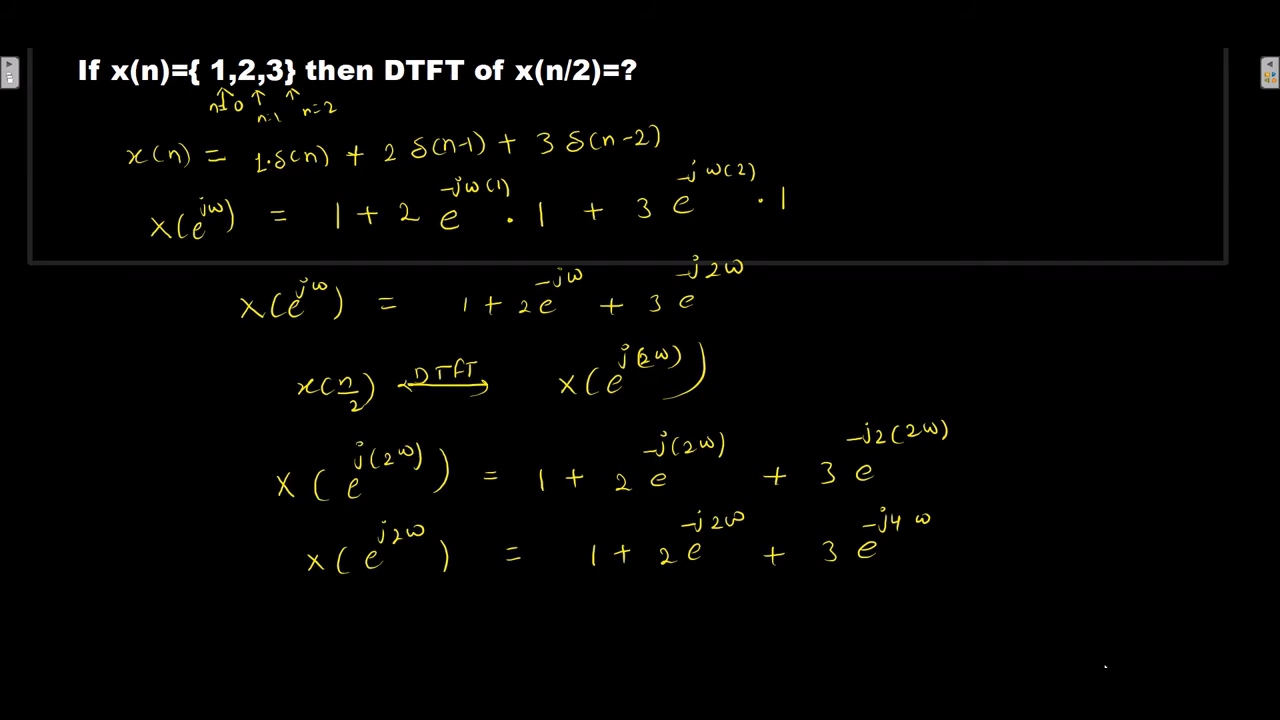 If x(n)={ 1,2,3} then DTFT of x(n/2)=?
n=0 n=1 n=2
x(n) = 1·δ(n) + 2 δ(n-1) + 3 δ(n-2)
X(e^jω) = 1 + 2 e^-jω(1) · 1 + 3 e^-jω(2) · 1
X(e^jω) = 1 + 2e^-jω + 3 e^-j2ω
x(n/2) ⟷ DTFT X(e^j(2ω))
X(e^j(2ω)) = 1 + 2 e^-j(2ω) + 3 e^-j2(2ω)
X(e^j2ω) = 1 + 2 e^-j2ω + 3 e^-j4ω